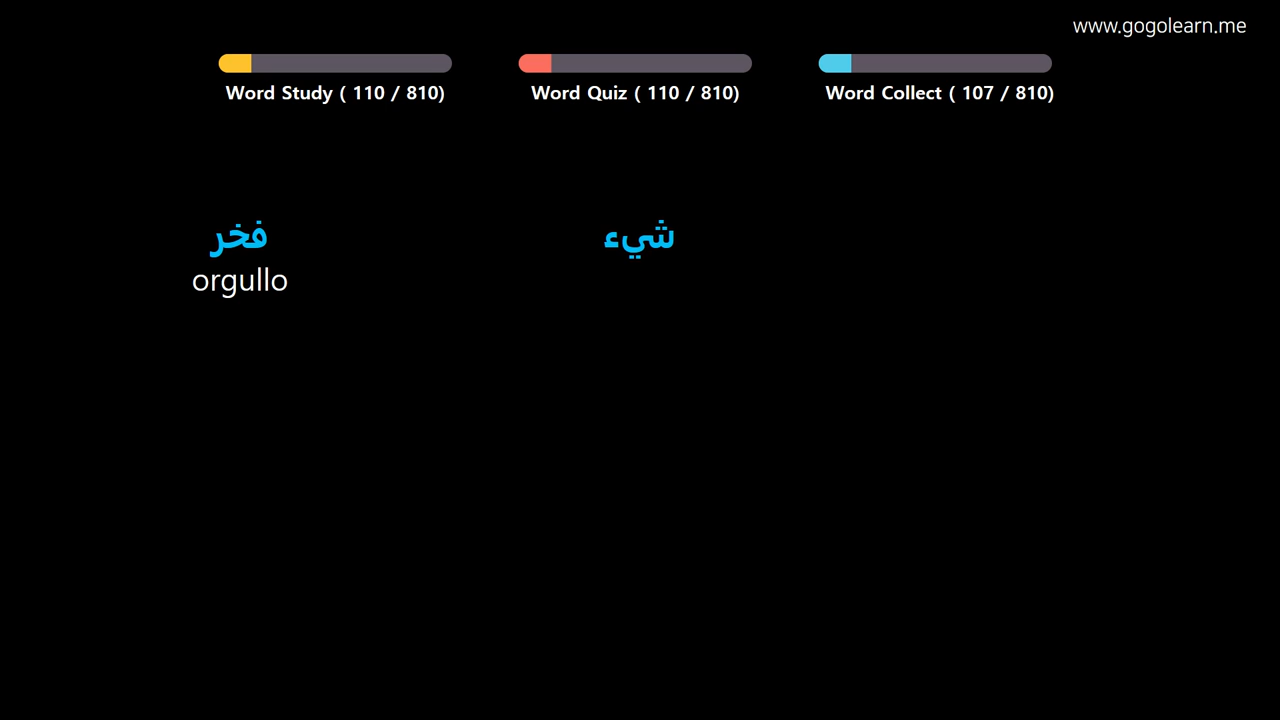 www.gogolearn.me
Word Study ( 110 / 810)
Word Quiz ( 110 / 810)
Word Collect ( 107 / 810)
فخر
orgullo
شيء